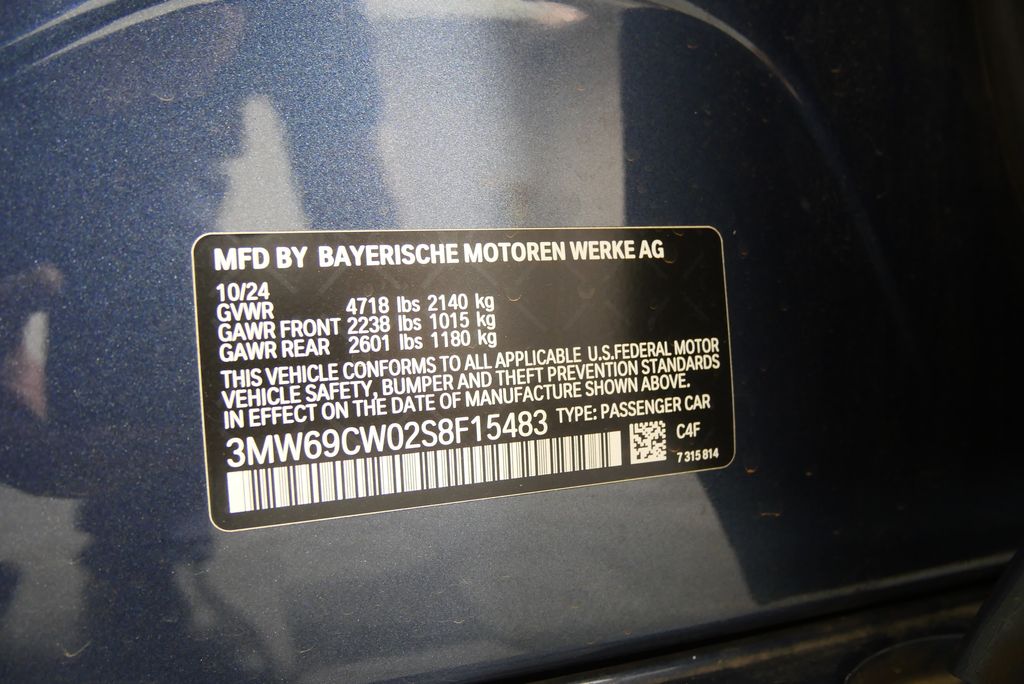 MFD BY BAYERISCHE MOTOREN WERKE AG
10/24
GVWR 4718 lbs 2140 kg
GAWR FRONT 2238 lbs 1015 kg
GAWR REAR 2601 lbs 1180 kg
THIS VEHICLE CONFORMS TO ALL APPLICABLE U.S.FEDERAL MOTOR
VEHICLE SAFETY, BUMPER AND THEFT PREVENTION STANDARDS
IN EFFECT ON THE DATE OF MANUFACTURE SHOWN ABOVE.
3MW69CW02S8F15483 TYPE: PASSENGER CAR
C4F
7 315 814